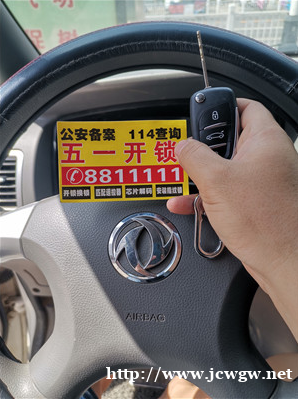 公安备案 114查询
五一开锁
8811111
开锁换锁 匹配遥控器 芯片解码 安装指纹锁
AIRBAG
http://www.jcwgw.net/